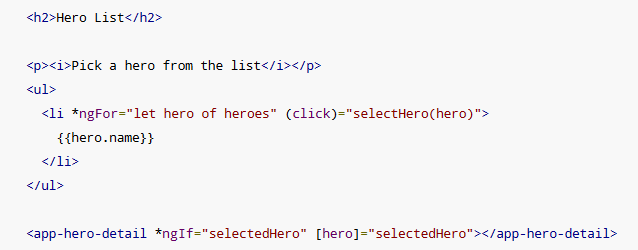 <h2>Hero List</h2>
<p><i>Pick a hero from the list</i></p>
<ul>
<li *ngFor="let hero of heroes" (click)="selectHero(hero)">
{{hero.name}}
</li>
</ul>
<app-hero-detail *ngIf="selectedHero" [hero]="selectedHero"></app-hero-detail>